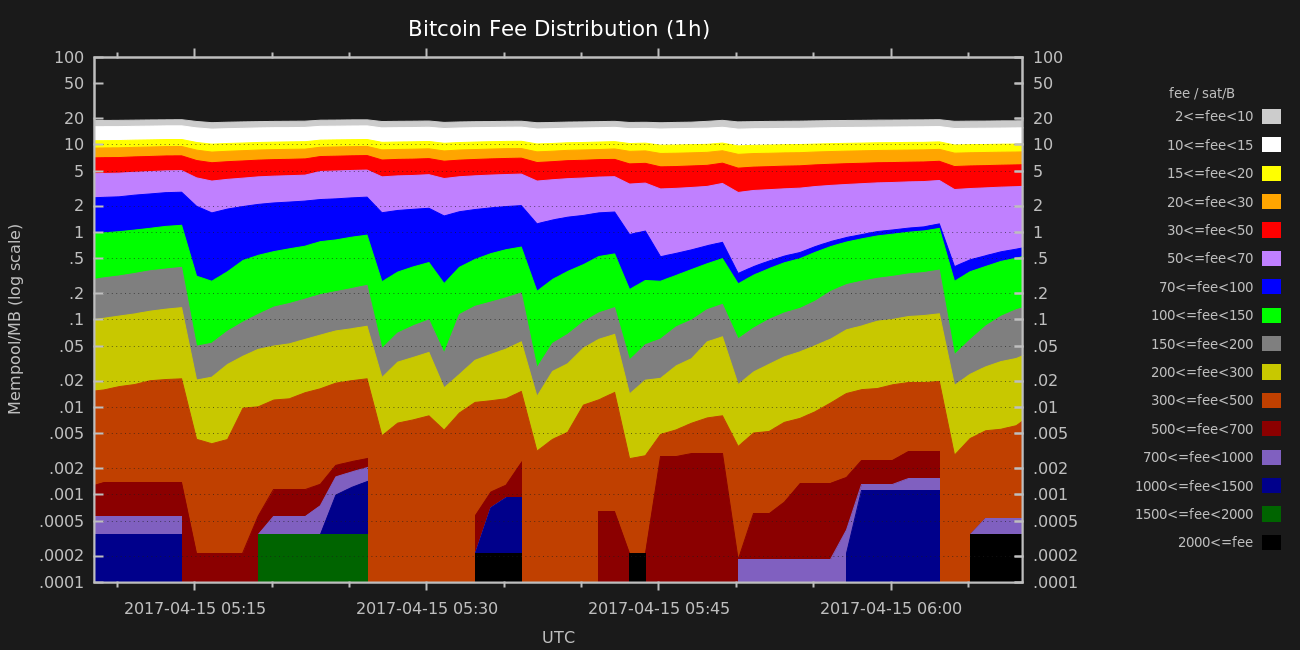 Bitcoin Fee Distribution (1h)
Mempool/MB (log scale)
100
50
20
10
5
2
1
.5
.2
.1
.05
.02
.01
.005
.002
.001
.0005
.0002
.0001
100
50
20
10
5
2
1
.5
.2
.1
.05
.02
.01
.005
.002
.001
.0005
.0002
.0001
2017-04-15 05:15
2017-04-15 05:30
2017-04-15 05:45
2017-04-15 06:00
UTC
fee / sat/B
2<=fee<10
10<=fee<15
15<=fee<20
20<=fee<30
30<=fee<50
50<=fee<70
70<=fee<100
100<=fee<150
150<=fee<200
200<=fee<300
300<=fee<500
500<=fee<700
700<=fee<1000
1000<=fee<1500
1500<=fee<2000
2000<=fee